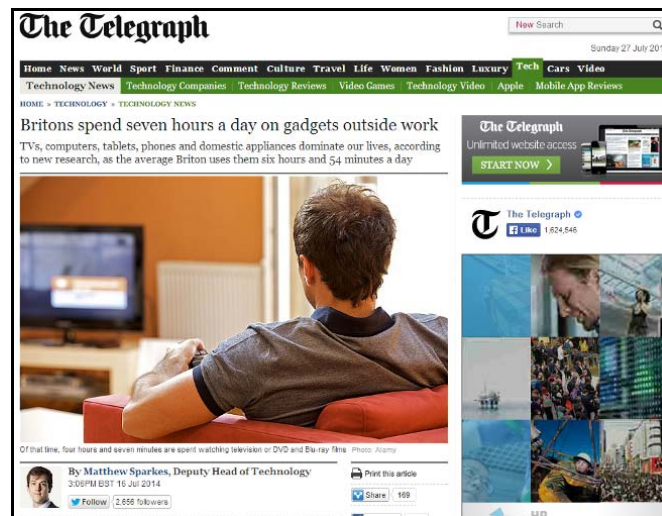 The Telegraph
New Search
Sunday 27 July
Home News World Sport Finance Comment Culture Travel Life Women Fashion Luxury Tech Cars Video
Technology News Technology Companies Technology Reviews Video Games Technology Video Apple Mobile App Reviews
HOME » TECHNOLOGY » TECHNOLOGY NEWS
Britons spend seven hours a day on gadgets outside work
TVs, computers, tablets, phones and domestic appliances dominate our lives, according
to new research, as the average Briton uses them six hours and 54 minutes a day
Of that time, four hours and seven minutes are spent watching television or DVD and Blu-ray films Photo: Alamy
By Matthew Sparkes, Deputy Head of Technology
3:06PM BST 16 Jul 2014
Follow 2,656 followers
Print this article
Share 169
The Telegraph
Unlimited website access
START NOW >
The Telegraph
Like 1,624,546